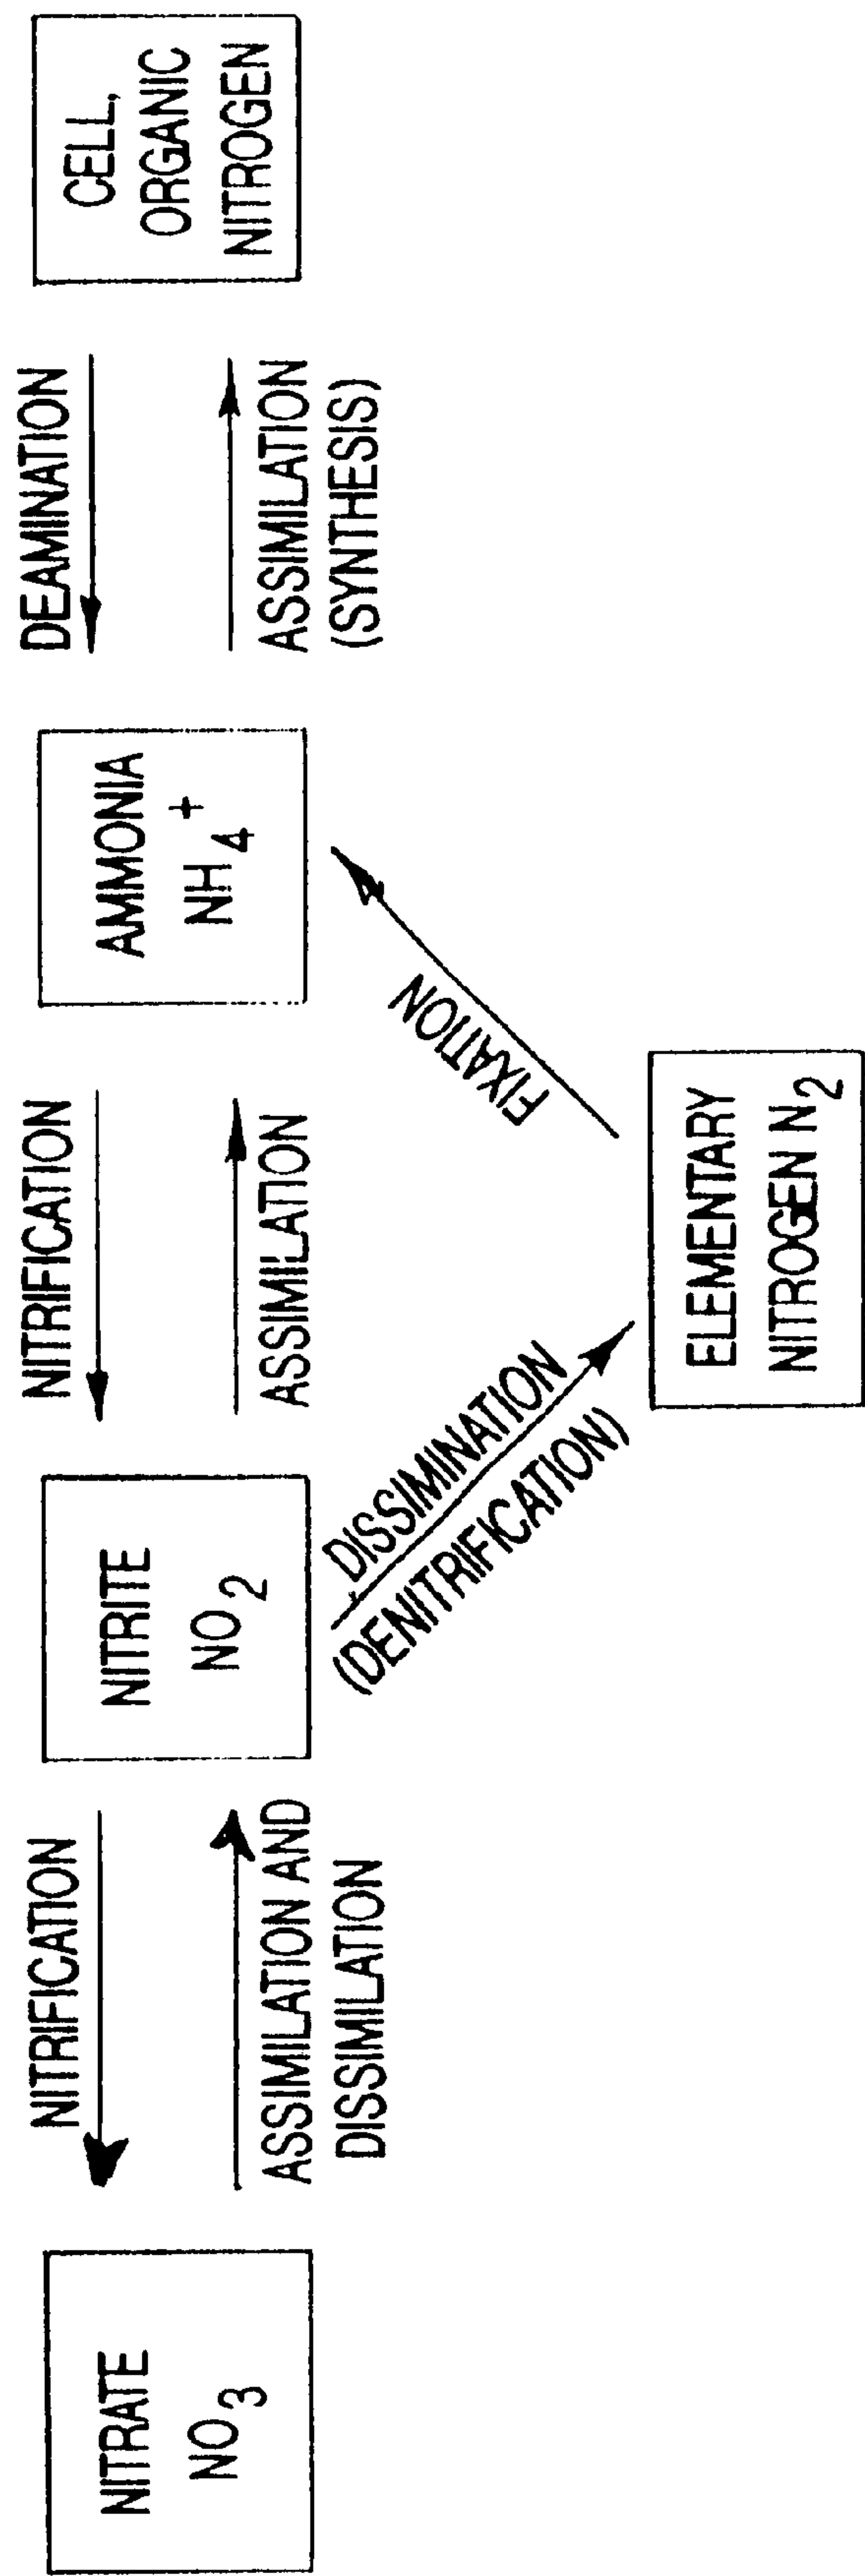 NITRATE
NO3
NITRIFICATION
ASSIMILATION AND
DISSIMILATION
NITRITE
NO2
NITRIFICATION
ASSIMILATION
AMMONIA
NH4+
DEAMINATION
ASSIMILATION
(SYNTHESIS)
CELL,
ORGANIC
NITROGEN
DISSIMINATION
(DENITRIFICATION)
FIXATION
ELEMENTARY
NITROGEN N2